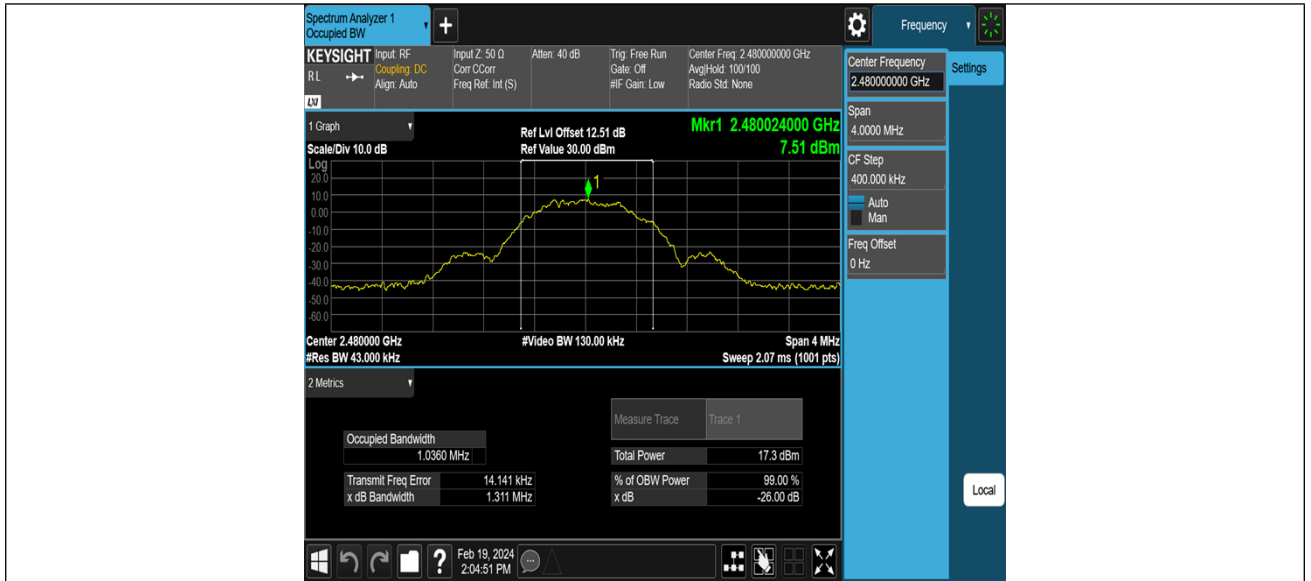 Spectrum Analyzer 1
Occupied BW
+
Frequency
KEYSIGHT
RL
LXI
Input: RF
Coupling: DC
Align: Auto
Input Z: 50 Ω
Corr CCorr
Freq Ref: Int (S)
Atten: 40 dB
Trig: Free Run
Gate: Off
#IF Gain: Low
Center Freq: 2.480000000 GHz
Avg|Hold: 100/100
Radio Std: None
Center Frequency
2.480000000 GHz
Settings
Span
4.0000 MHz
CF Step
400.000 kHz
Auto
Man
Freq Offset
0 Hz
Local
1 Graph
Scale/Div 10.0 dB
Ref Lvl Offset 12.51 dB
Ref Value 30.00 dBm
Mkr1 2.480024000 GHz
7.51 dBm
Log
20.0
10.0
0.00
-10.0
-20.0
-30.0
-40.0
-50.0
-60.0
1
Center 2.480000 GHz
#Res BW 43.000 kHz
#Video BW 130.00 kHz
Span 4 MHz
Sweep 2.07 ms (1001 pts)
2 Metrics
Measure Trace Trace 1
Occupied Bandwidth
1.0360 MHz
Total Power 17.3 dBm
Transmit Freq Error 14.141 kHz
% of OBW Power 99.00 %
x dB Bandwidth 1.311 MHz
x dB -26.00 dB
?
Feb 19, 2024
2:04:51 PM